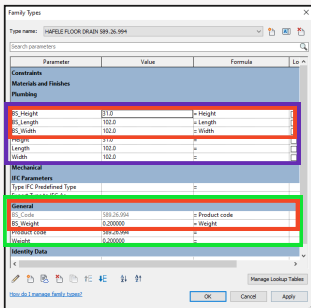 Family Types
Type name: HAFELE FLOOR DRAIN 589.26.994
Search parameters
Parameter Value Formula Lo
Constraints
Materials and Finishes
Plumbing
BS_Height 31.0 = Height
BS_Length 102.0 = Length
BS_Width 102.0 = Width
Height 31.0 =
Length 102.0 =
Width 102.0 =
Mechanical
IFC Parameters
Type IFC Predefined Type =
General
BS_Code 589.26.994 = Product code
BS_Weight 0.200000 = Weight
Product code 589.26.994 =
Weight 0.200000 =
Identity Data
Manage Lookup Tables
How do I manage family types?
OK Cancel Apply